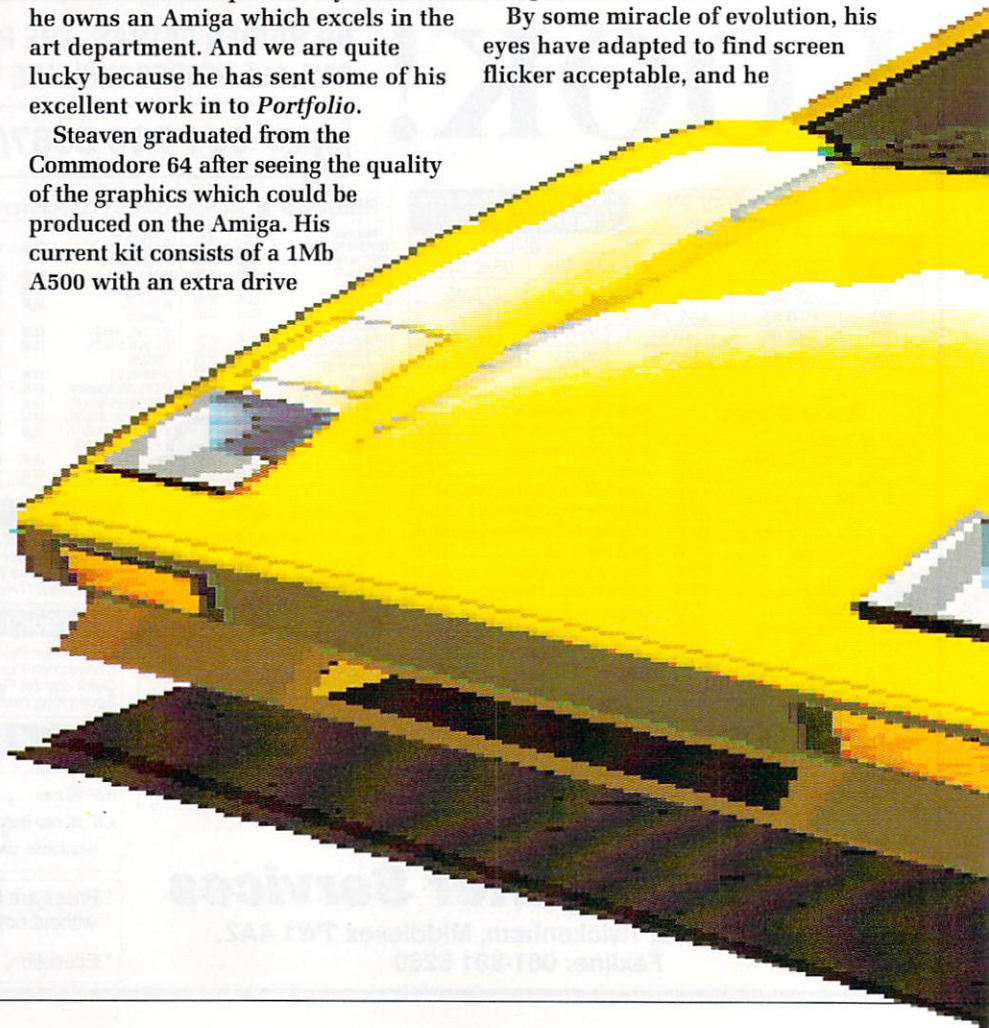 he owns an Amiga which excels in the
art department. And we are quite
lucky because he has sent some of his
excellent work in to Portfolio.
Steaven graduated from the
Commodore 64 after seeing the quality
of the graphics which could be
produced on the Amiga. His
current kit consists of a 1Mb
A500 with an extra drive
By some miracle of evolution, his
eyes have adapted to find screen
flicker acceptable, and he